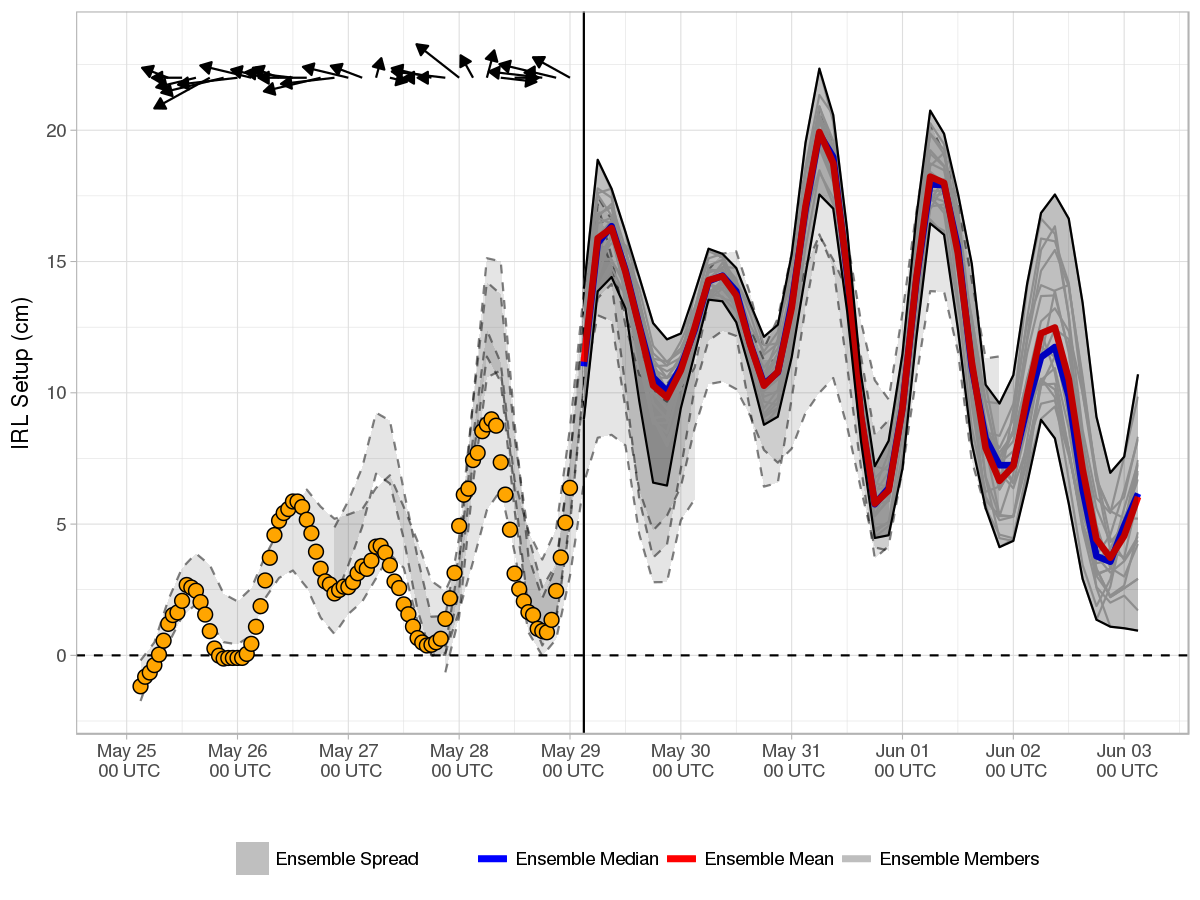 IRL Setup (cm)
20
15
10
5
0
May 25 May 26 May 27 May 28 May 29 May 30 May 31 Jun 01 Jun 02 Jun 03
00 UTC 00 UTC 00 UTC 00 UTC 00 UTC 00 UTC 00 UTC 00 UTC 00 UTC 00 UTC
Ensemble Spread Ensemble Median Ensemble Mean Ensemble Members